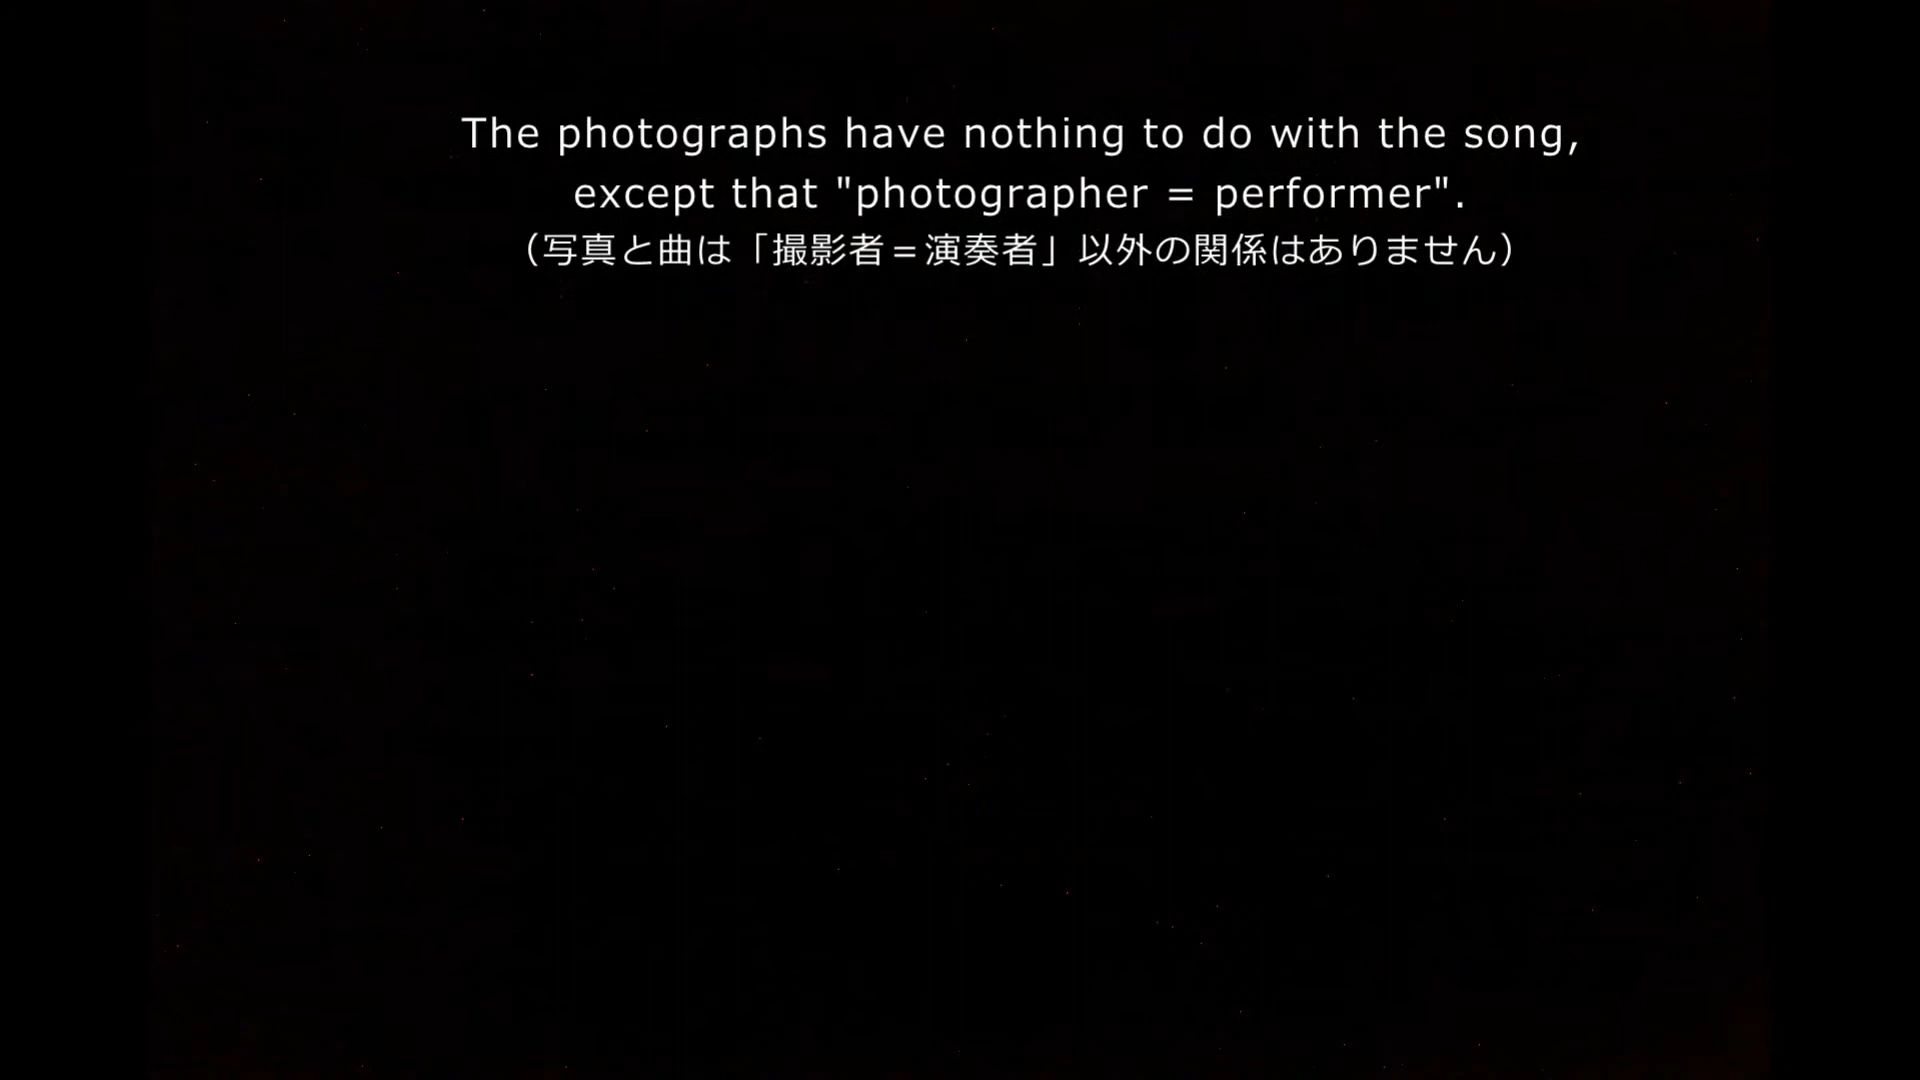 The photographs have nothing to do with the song,
except that "photographer = performer".
（写真と曲は「撮影者＝演奏者」以外の関係はありません）